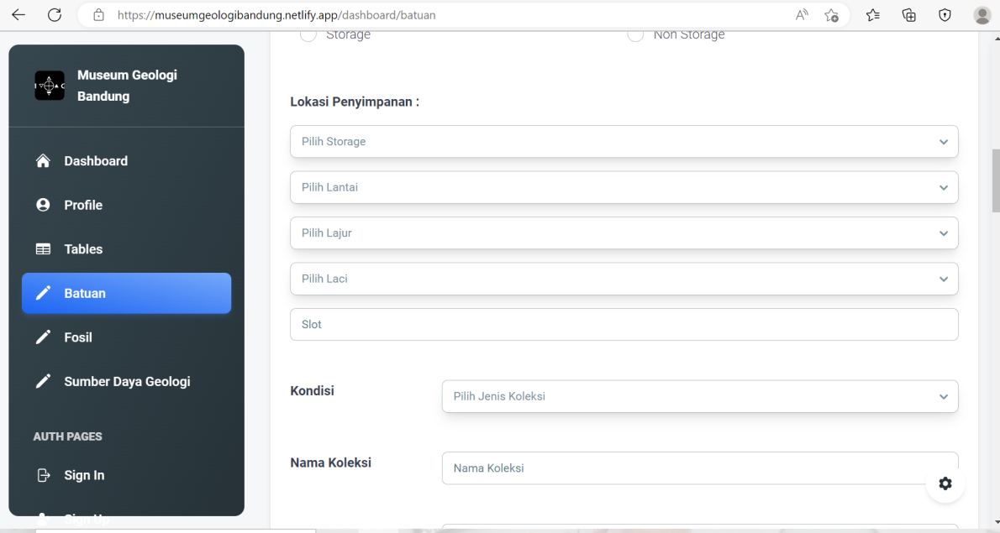 https://museumgeologibandung.netlify.app/dashboard/batuan
Museum Geologi
Bandung
Dashboard
Profile
Tables
Batuan
Fosil
Sumber Daya Geologi
AUTH PAGES
Sign In
Sign Up
Storage
Non Storage
Lokasi Penyimpanan :
Pilih Storage
Pilih Lantai
Pilih Lajur
Pilih Laci
Slot
Kondisi
Pilih Jenis Koleksi
Nama Koleksi
Nama Koleksi